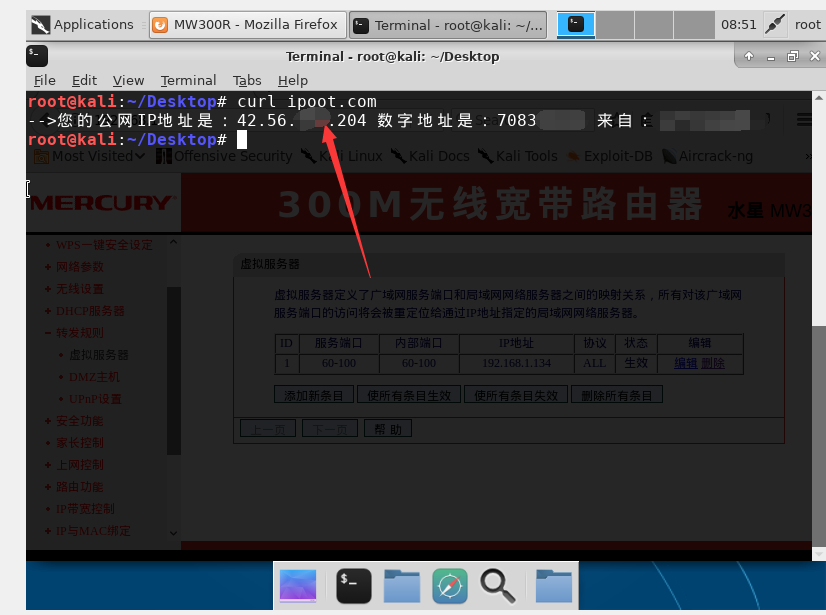 Applications
MW300R - Mozilla Firefox
Terminal - root@kali: ~/...
08:51
root
Terminal - root@kali: ~/Desktop
File Edit View Terminal Tabs Help
root@kali:~/Desktop# curl ipoot.com
-->您的公网IP地址是：42.56. .204 数字地址是：7083 来自
root@kali:~/Desktop#
Most Visited Offensive Security Kali Linux Kali Docs Kali Tools Exploit-DB Aircrack-ng »
MERCURY
300M无线宽带路由器 水星 MW3
WPS一键安全设定
网络参数
无线设置
DHCP服务器
转发规则
虚拟服务器
DMZ主机
UPnP设置
安全功能
家长控制
上网控制
路由功能
IP带宽控制
IP与MAC绑定
虚拟服务器
虚拟服务器定义了广域网服务端口和局域网网络服务器之间的映射关系，所有对该广域网
服务端口的访问将会被重定位给通过IP地址指定的局域网网络服务器。
ID 服务端口 内部端口 IP地址 协议 状态 编辑
1 60-100 60-100 192.168.1.134 ALL 生效 编辑 删除
添加新条目 使所有条目生效 使所有条目失效 删除所有条目
上一页 下一页 帮 助